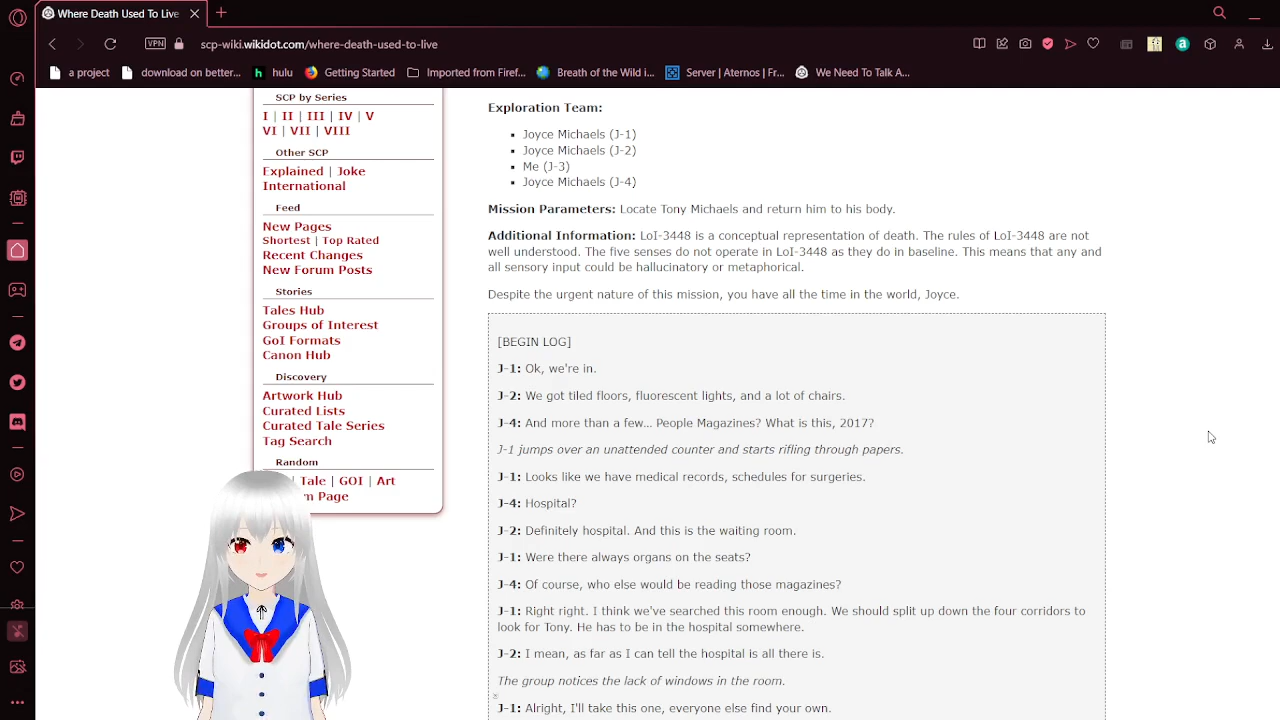 Where Death Used To Live
VPN
scp-wiki.wikidot.com/where-death-used-to-live
a project
download on better...
hulu
Getting Started
Imported from Firef...
Breath of the Wild i...
Server | Aternos | Fr...
We Need To Talk A...
SCP by Series
I | II | III | IV | V
VI | VII | VIII
Other SCP
Explained | Joke
International
Feed
New Pages
Shortest | Top Rated
Recent Changes
New Forum Posts
Stories
Tales Hub
Groups of Interest
GoI Formats
Canon Hub
Discovery
Artwork Hub
Curated Lists
Curated Tale Series
Tag Search
Random
| Tale | GOI | Art
m Page
Exploration Team:
Joyce Michaels (J-1)
Joyce Michaels (J-2)
Me (J-3)
Joyce Michaels (J-4)
Mission Parameters: Locate Tony Michaels and return him to his body.
Additional Information: LoI-3448 is a conceptual representation of death. The rules of LoI-3448 are not
well understood. The five senses do not operate in LoI-3448 as they do in baseline. This means that any and
all sensory input could be hallucinatory or metaphorical.
Despite the urgent nature of this mission, you have all the time in the world, Joyce.
[BEGIN LOG]
J-1: Ok, we're in.
J-2: We got tiled floors, fluorescent lights, and a lot of chairs.
J-4: And more than a few... People Magazines? What is this, 2017?
J-1 jumps over an unattended counter and starts rifling through papers.
J-1: Looks like we have medical records, schedules for surgeries.
J-4: Hospital?
J-2: Definitely hospital. And this is the waiting room.
J-1: Were there always organs on the seats?
J-4: Of course, who else would be reading those magazines?
J-1: Right right. I think we've searched this room enough. We should split up down the four corridors to
look for Tony. He has to be in the hospital somewhere.
J-2: I mean, as far as I can tell the hospital is all there is.
The group notices the lack of windows in the room.
J-1: Alright, I'll take this one, everyone else find your own.